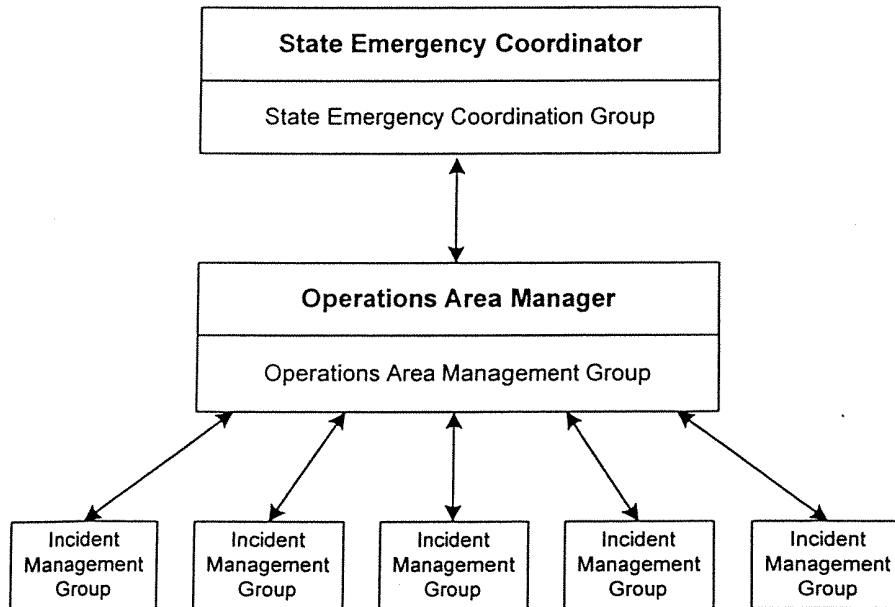 State Emergency Coordinator
State Emergency Coordination Group
Operations Area Manager
Operations Area Management Group
Incident
Management
Group
Incident
Management
Group
Incident
Management
Group
Incident
Management
Group
Incident
Management
Group